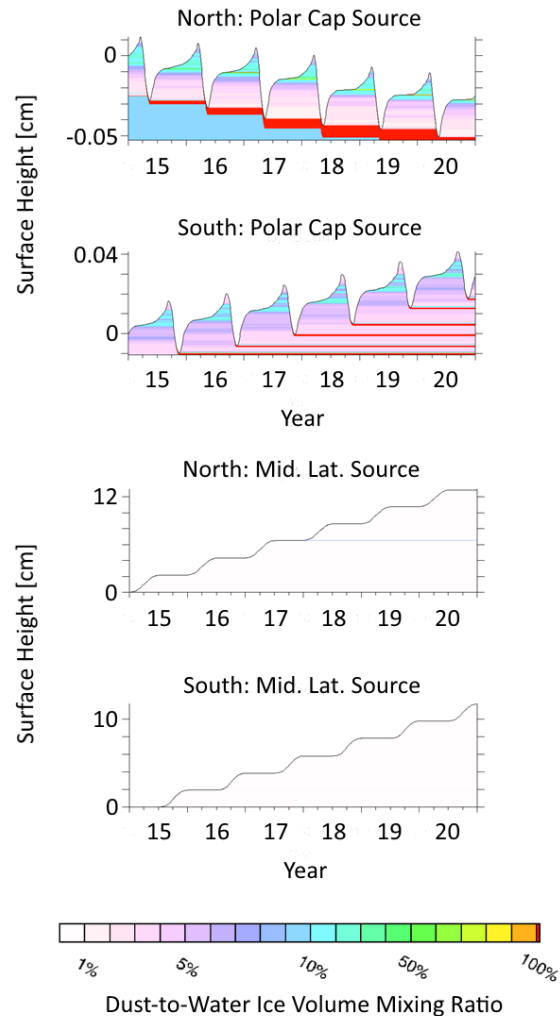 North: Polar Cap Source
0
-0.05
15 16 17 18 19 20
South: Polar Cap Source
0.04
0
15 16 17 18 19 20
Year
Surface Height [cm]
North: Mid. Lat. Source
12
6
0
15 16 17 18 19 20
South: Mid. Lat. Source
10
0
15 16 17 18 19 20
Year
Surface Height [cm]
1% 5% 10% 50% 100%
Dust-to-Water Ice Volume Mixing Ratio